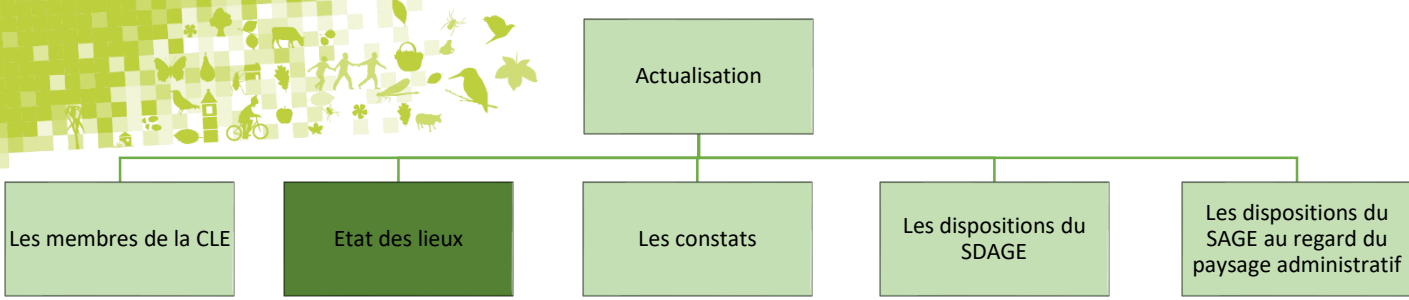 Actualisation
Les membres de la CLE
Etat des lieux
Les constats
Les dispositions du
SDAGE
Les dispositions du
SAGE au regard du
paysage administratif